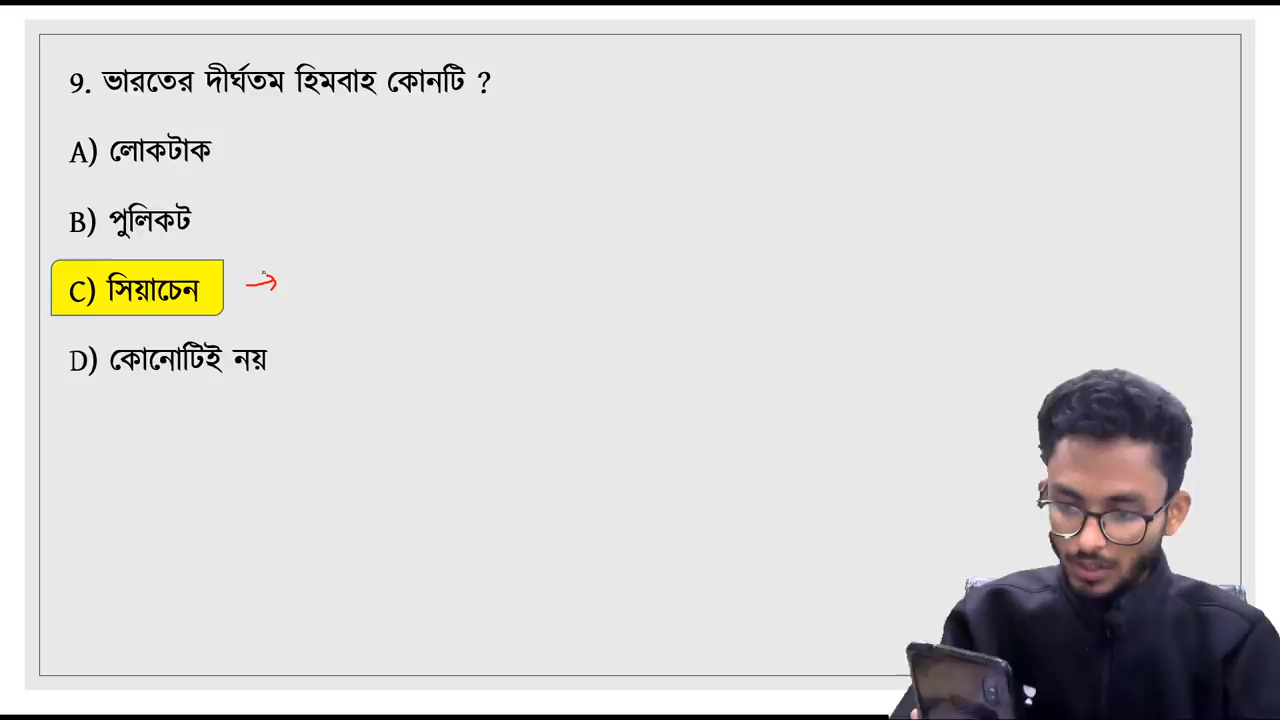 9. ভারতের দীর্ঘতম হিমবাহ কোনটি ?
A) লোকটাক
B) পুলিকট
C) সিয়াচেন
D) কোনোটিই নয়